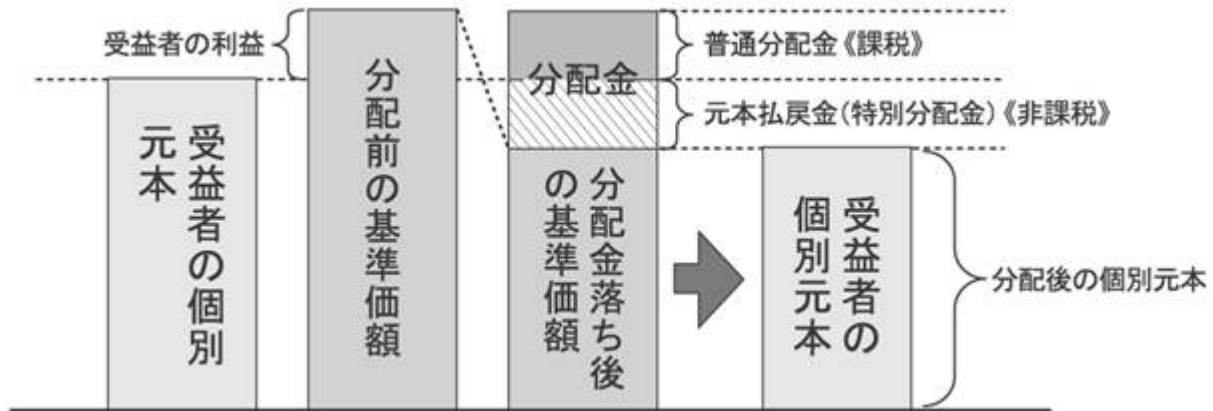 受益者の利益
受益者の個別
元本
分配前の基準価額
分配金
分配金落ち後
の基準価額
普通分配金《課税》
元本払戻金(特別分配金)《非課税》
受益者の
個別元本
分配後の個別元本